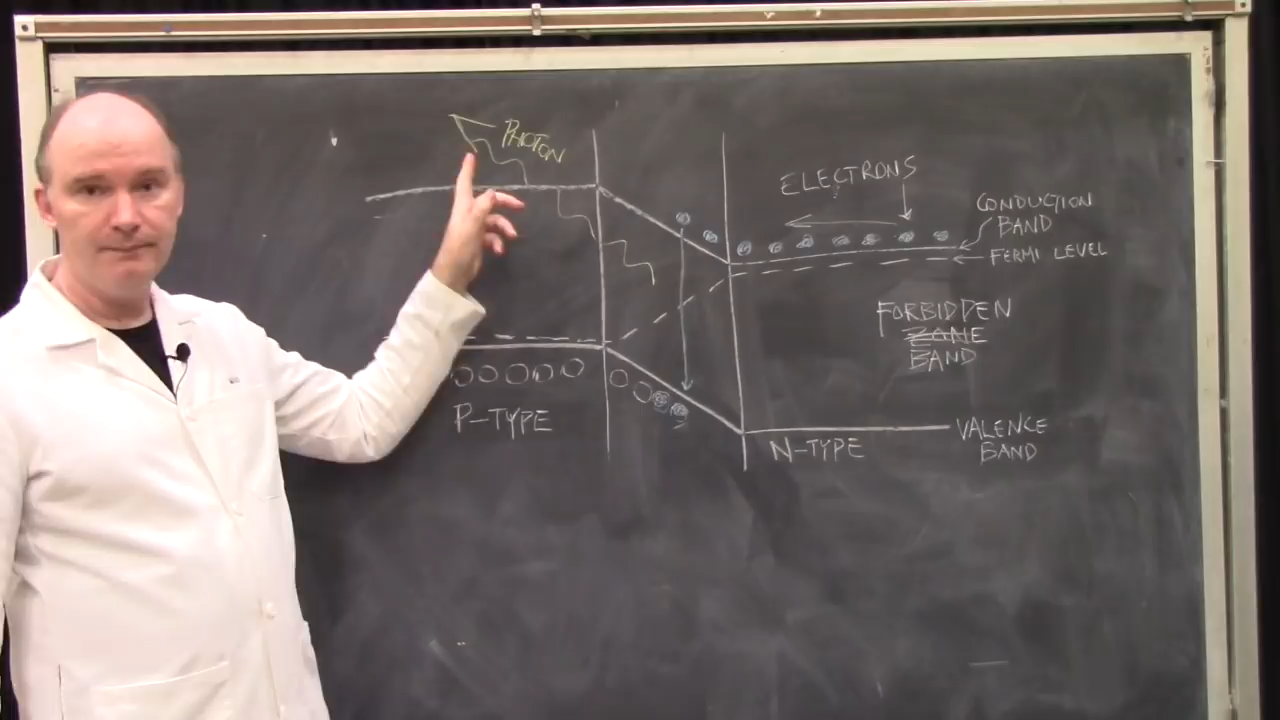 PHOTON
ELECTRONS
CONDUCTION
BAND
FERMI LEVEL
FORBIDDEN
ZONE
BAND
P-TYPE
N-TYPE
VALENCE
BAND